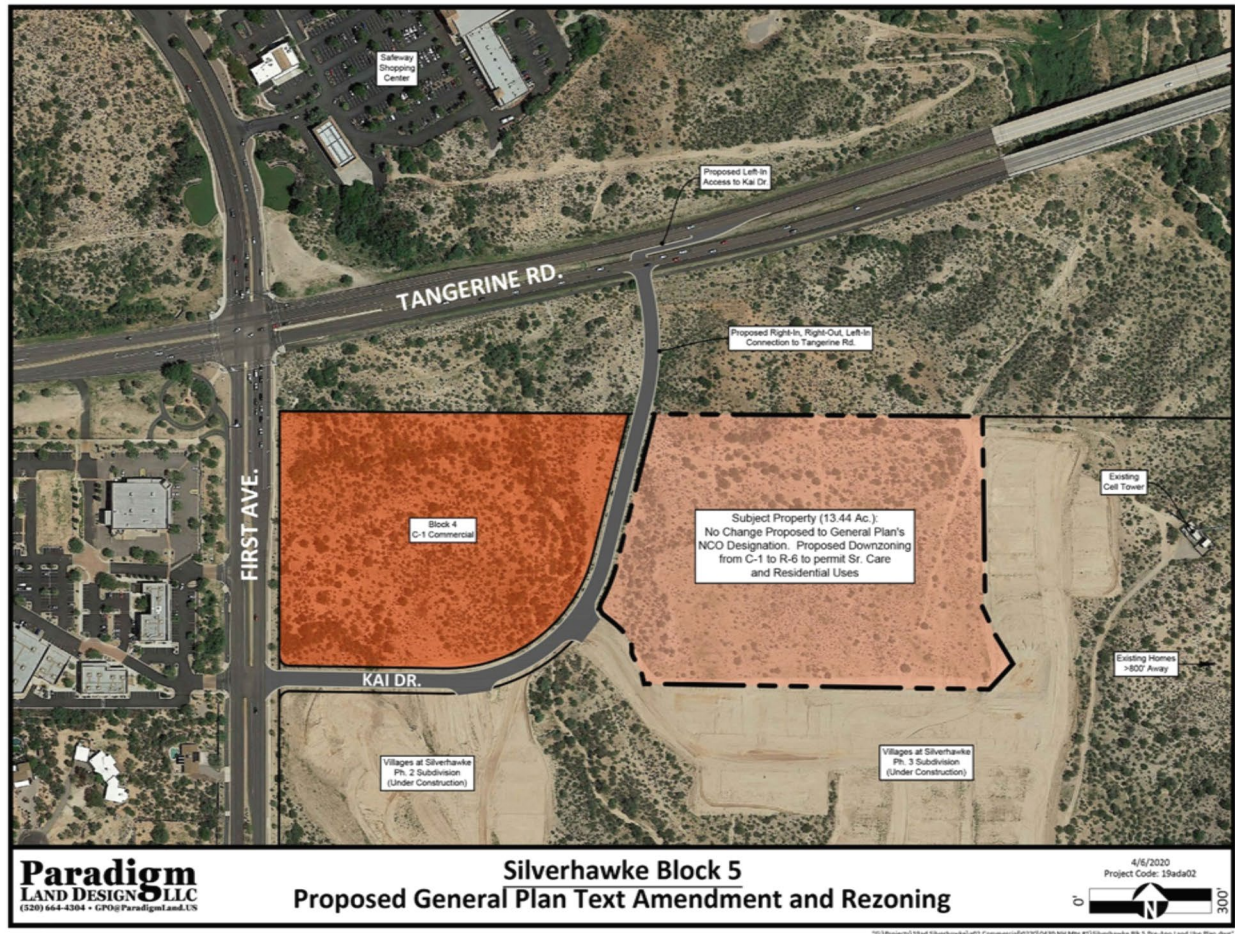 Safeway
Shopping
Center
Proposed Left-In
Access to Kai Dr.
TANGERINE RD.
Proposed Right-In, Right-Out, Left-In
Connection to Tangerine Rd.
FIRST AVE.
Block 4
C-1 Commercial
Subject Property (13.44 Ac.):
No Change Proposed to General Plan's
NCO Designation. Proposed Downzoning
from C-1 to R-6 to permit Sr. Care
and Residential Uses
Existing
Cell Tower
Existing Homes
>800' Away
KAI DR.
Villages at Silverhawke
Ph. 2 Subdivision
(Under Construction)
Villages at Silverhawke
Ph. 3 Subdivision
(Under Construction)
Paradigm
LAND DESIGN LLC
(520) 664-4304 • GPO@ParadigmLand.US
Silverhawke Block 5
Proposed General Plan Text Amendment and Rezoning
4/6/2020
Project Code: 19ada02
0'
N
300'